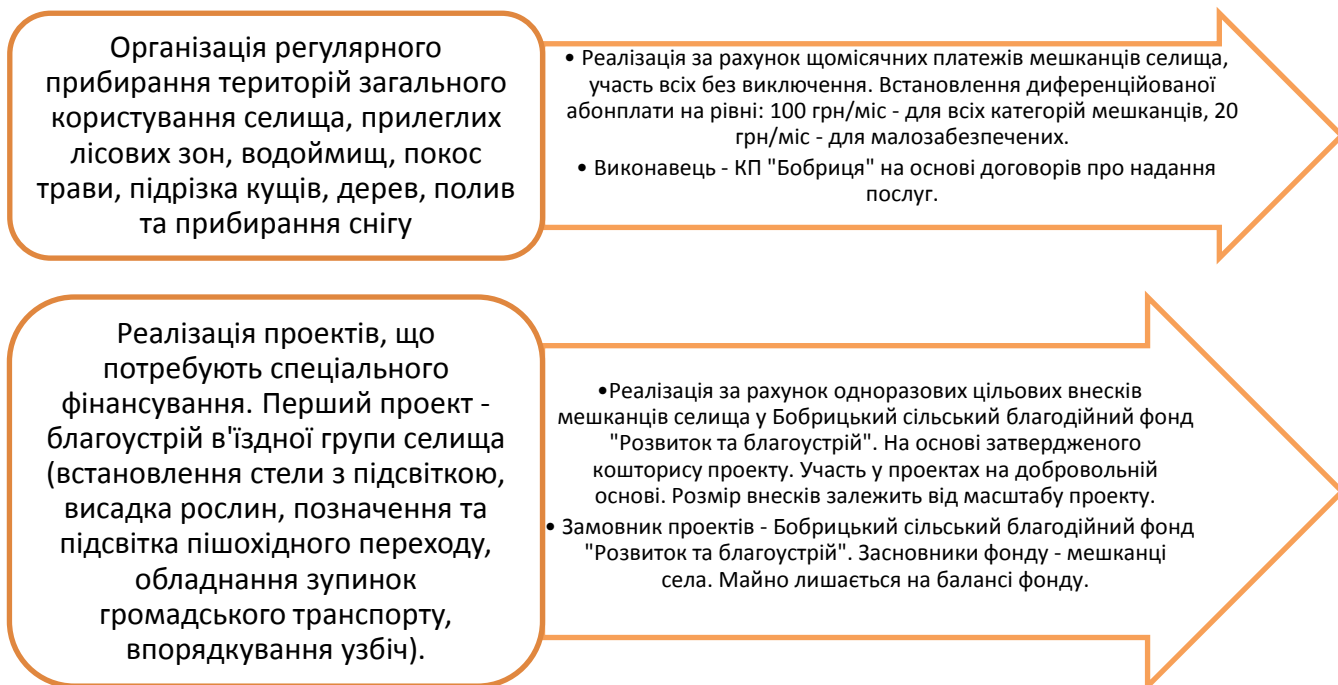 Організація регулярного
прибирання територій загального
користування селища, прилеглих
лісових зон, водоймищ, покос
трави, підрізка кущів, дерев, полив
та прибирання снігу
• Реалізація за рахунок щомісячних платежів мешканців селища,
участь всіх без виключення. Встановлення диференційованої
абонплати на рівні: 100 грн/міс - для всіх категорій мешканців, 20
грн/міс - для малозабезпечених.
• Виконавець - КП "Бобриця" на основі договорів про надання
послуг.
Реалізація проектів, що
потребують спеціального
фінансування. Перший проект -
благоустрій в'їздної групи селища
(встановлення стели з підсвіткою,
висадка рослин, позначення та
підсвітка пішохідного переходу,
обладнання зупинок
громадського транспорту,
впорядкування узбіч).
•Реалізація за рахунок одноразових цільових внесків
мешканців селища у Бобрицький сільський благодійний фонд
"Розвиток та благоустрій". На основі затвердженого
кошторису проекту. Участь у проектах на добровольній
основі. Розмір внесків залежить від масштабу проекту.
• Замовник проектів - Бобрицький сільський благодійний фонд
"Розвиток та благоустрій". Засновники фонду - мешканці
села. Майно лишається на балансі фонду.